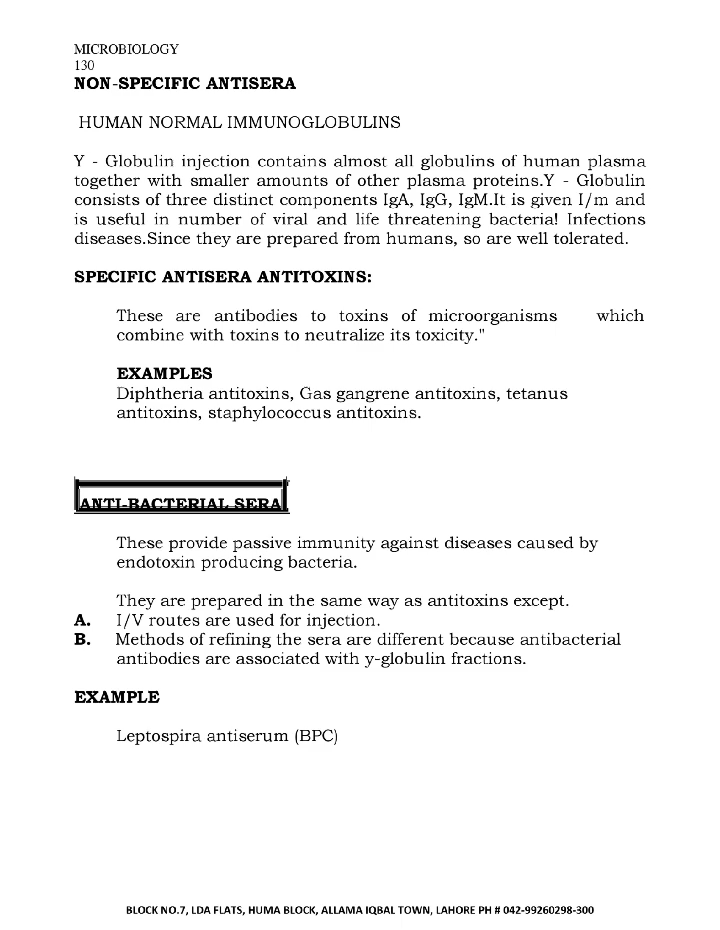 MICROBIOLOGY
130
NON-SPECIFIC ANTISERA
HUMAN NORMAL IMMUNOGLOBULINS
Y - Globulin injection contains almost all globulins of human plasma
together with smaller amounts of other plasma proteins.Y - Globulin
consists of three distinct components IgA, IgG, IgM.It is given I/m and
is useful in number of viral and life threatening bacteria! Infections
diseases.Since they are prepared from humans, so are well tolerated.
SPECIFIC ANTISERA ANTITOXINS:
These are antibodies to toxins of microorganisms which
combine with toxins to neutralize its toxicity."
EXAMPLES
Diphtheria antitoxins, Gas gangrene antitoxins, tetanus
antitoxins, staphylococcus antitoxins.
ANTI-BACTERIAL SERA
These provide passive immunity against diseases caused by
endotoxin producing bacteria.
They are prepared in the same way as antitoxins except.
A. I/V routes are used for injection.
B. Methods of refining the sera are different because antibacterial
antibodies are associated with y-globulin fractions.
EXAMPLE
Leptospira antiserum (BPC)
BLOCK NO.7, LDA FLATS, HUMA BLOCK, ALLAMA IQBAL TOWN, LAHORE PH # 042-99260298-300